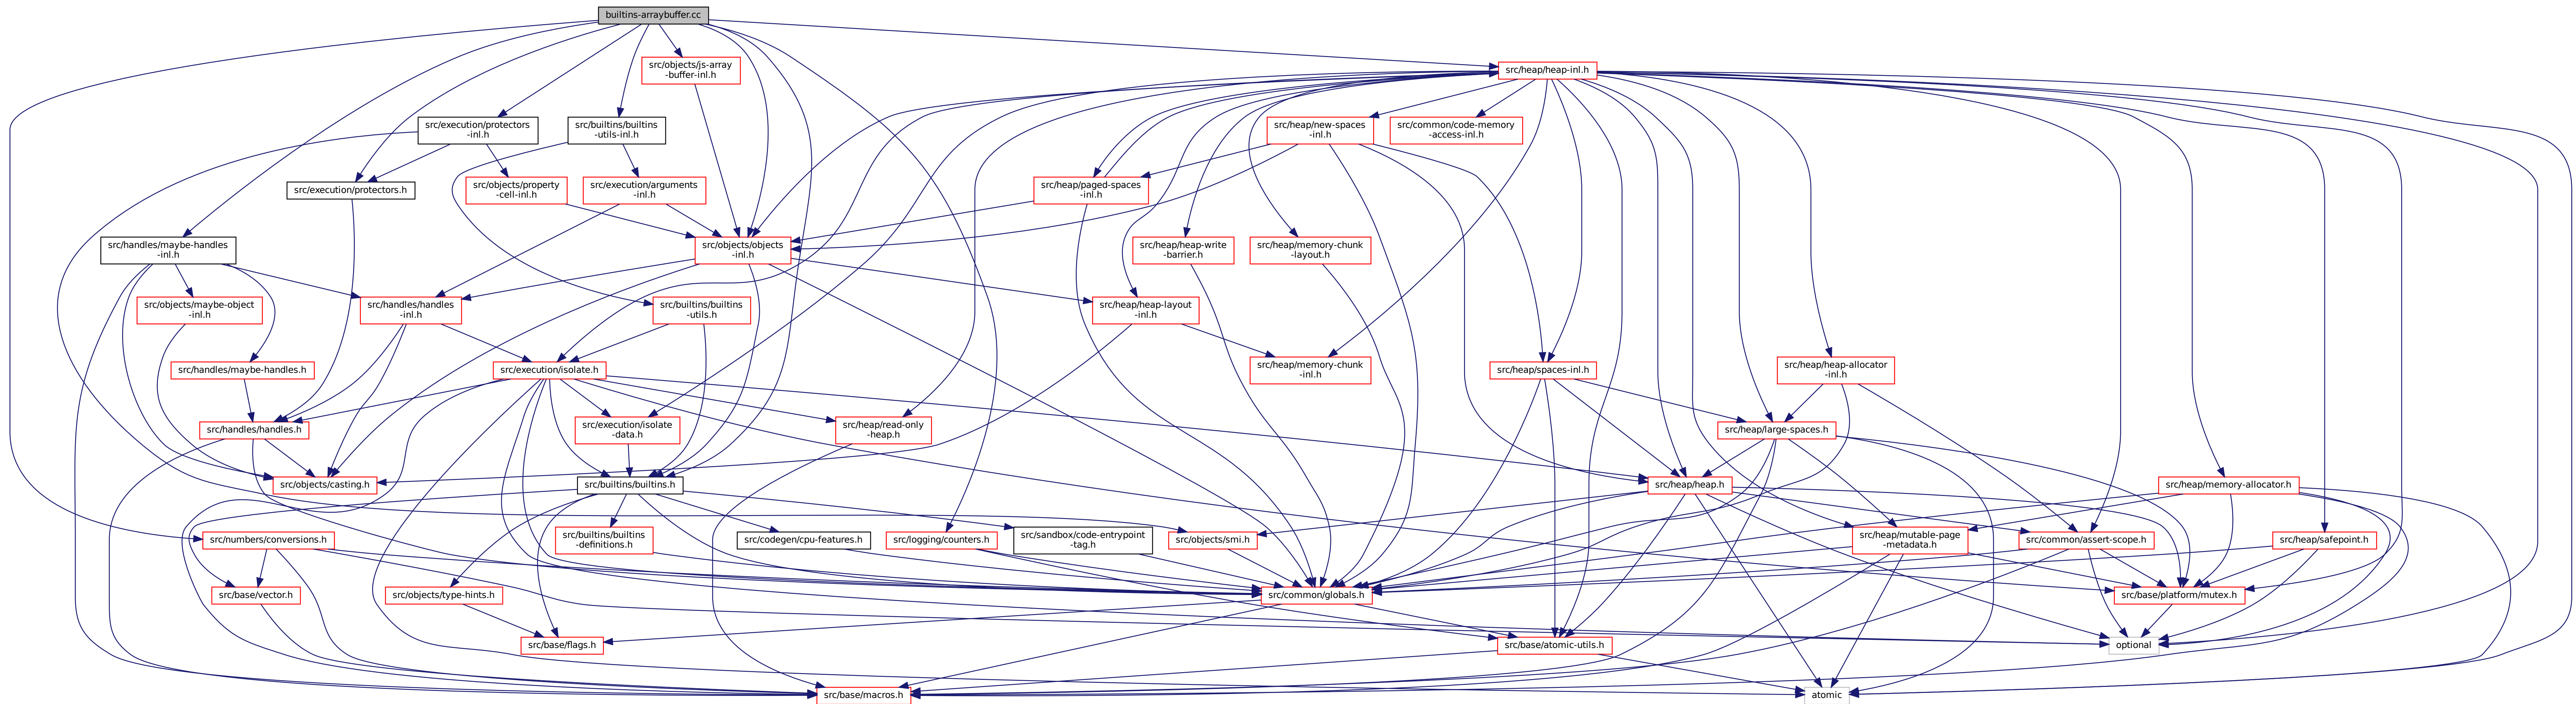 builtins-arraybuffer.cc
src/objects/js-array
-buffer-inl.h
src/heap/heap-inl.h
src/execution/protectors
-inl.h
src/builtins/builtins
-utils-inl.h
src/heap/new-spaces
-inl.h
src/common/code-memory
-access-inl.h
src/execution/protectors.h
src/objects/property
-cell-inl.h
src/execution/arguments
-inl.h
src/heap/paged-spaces
-inl.h
src/handles/maybe-handles
-inl.h
src/objects/objects
-inl.h
src/heap/heap-write
-barrier.h
src/heap/memory-chunk
-layout.h
src/objects/maybe-object
-inl.h
src/handles/handles
-inl.h
src/builtins/builtins
-utils.h
src/heap/heap-layout
-inl.h
src/handles/maybe-handles.h
src/execution/isolate.h
src/heap/memory-chunk
-inl.h
src/heap/spaces-inl.h
src/heap/heap-allocator
-inl.h
src/handles/handles.h
src/execution/isolate
-data.h
src/heap/read-only
-heap.h
src/heap/large-spaces.h
src/objects/casting.h
src/builtins/builtins.h
src/heap/heap.h
src/heap/memory-allocator.h
src/numbers/conversions.h
src/builtins/builtins
-definitions.h
src/codegen/cpu-features.h
src/logging/counters.h
src/sandbox/code-entrypoint
-tag.h
src/objects/smi.h
src/heap/mutable-page
-metadata.h
src/common/assert-scope.h
src/heap/safepoint.h
src/base/vector.h
src/objects/type-hints.h
src/common/globals.h
src/base/platform/mutex.h
src/base/flags.h
src/base/atomic-utils.h
optional
src/base/macros.h
atomic